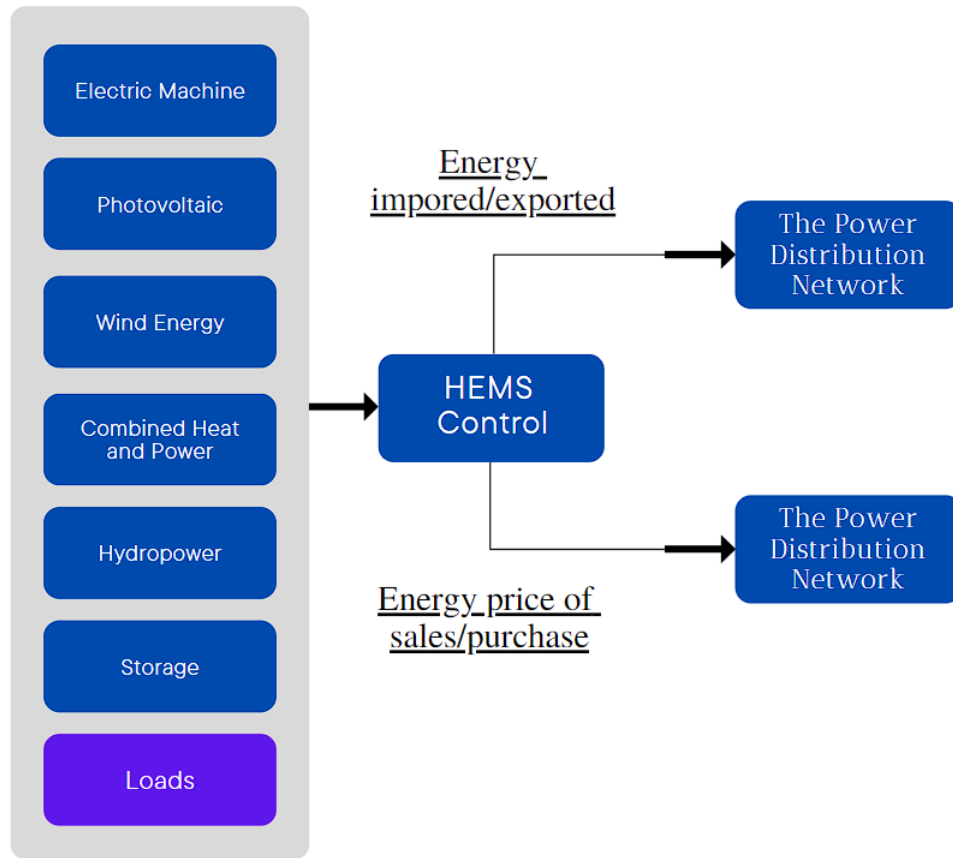 Electric Machine
Photovoltaic
Wind Energy
Combined Heat
and Power
Hydropower
Storage
Loads
HEMS
Control
Energy
impored/exported
The Power
Distribution
Network
Energy price of
sales/purchase
The Power
Distribution
Network